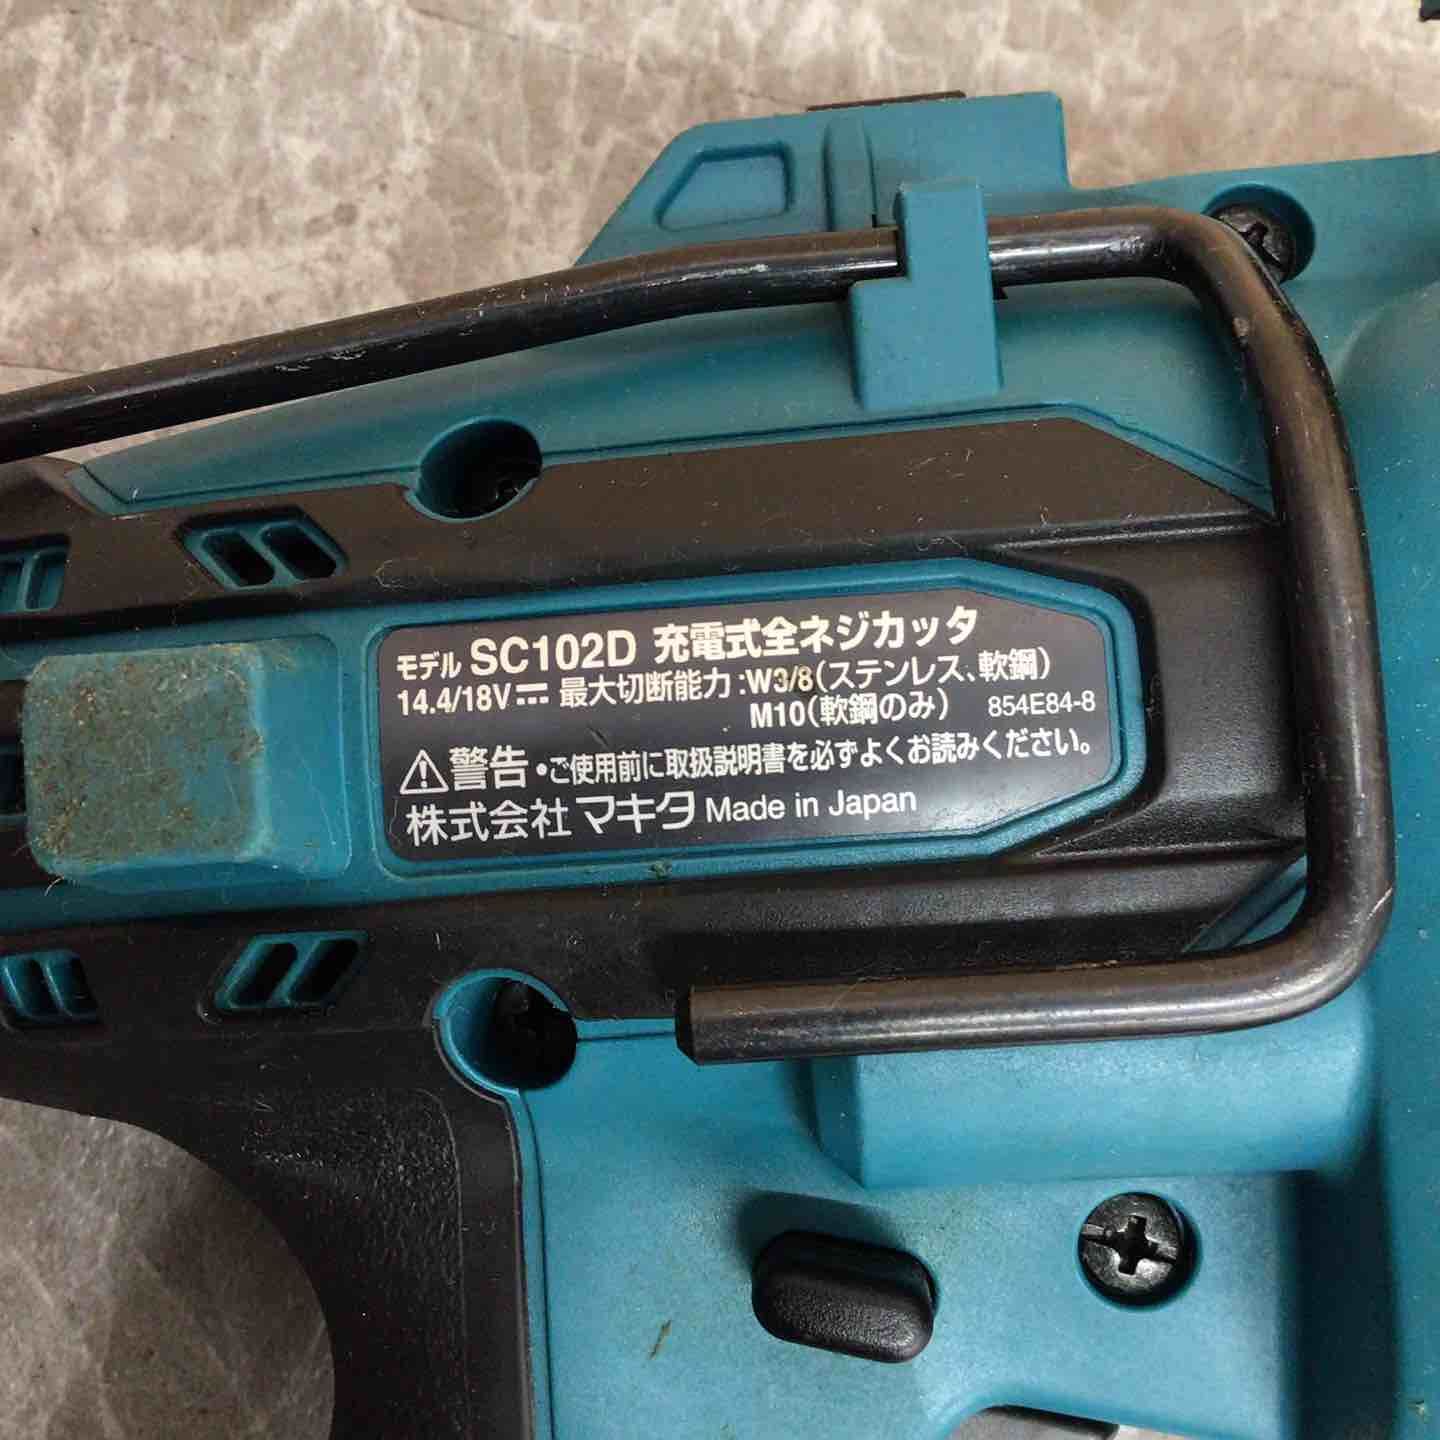 モデル SC102D 充電式全ネジカッタ
14.4/18V⎓ 最大切断能力:W3/8(ステンレス、軟鋼)
M10(軟鋼のみ) 854E84-8
⚠警告 •ご使用前に取扱説明書を必ずよくお読みください。
株式会社 マキタ Made in Japan